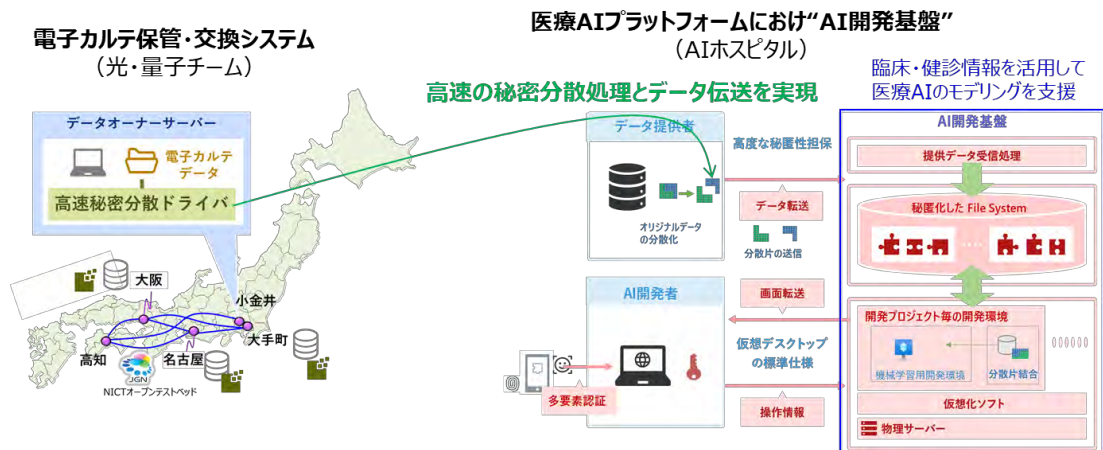 電子カルテ保管・交換システム
（光・量子チーム）
データオーナーサーバー
電子カルテ
データ
高速秘密分散ドライバ
大阪
小金井
大手町
高知
名古屋
JGN
NICTオープンテストベッド
医療AIプラットフォームにおけ“AI開発基盤”
（AIホスピタル）
高速の秘密分散処理とデータ伝送を実現
臨床・健診情報を活用して
医療AIのモデリングを支援
データ提供者
オリジナルデータ
の分散化
高度な秘匿性担保
データ転送
分散片の送信
AI開発者
多要素認証
画面転送
仮想デスクトップ
の標準仕様
操作情報
AI開発基盤
提供データ受信処理
秘匿化した File System
開発プロジェクト毎の開発環境
機械学習用開発環境
分散片結合
仮想化ソフト
物理サーバー